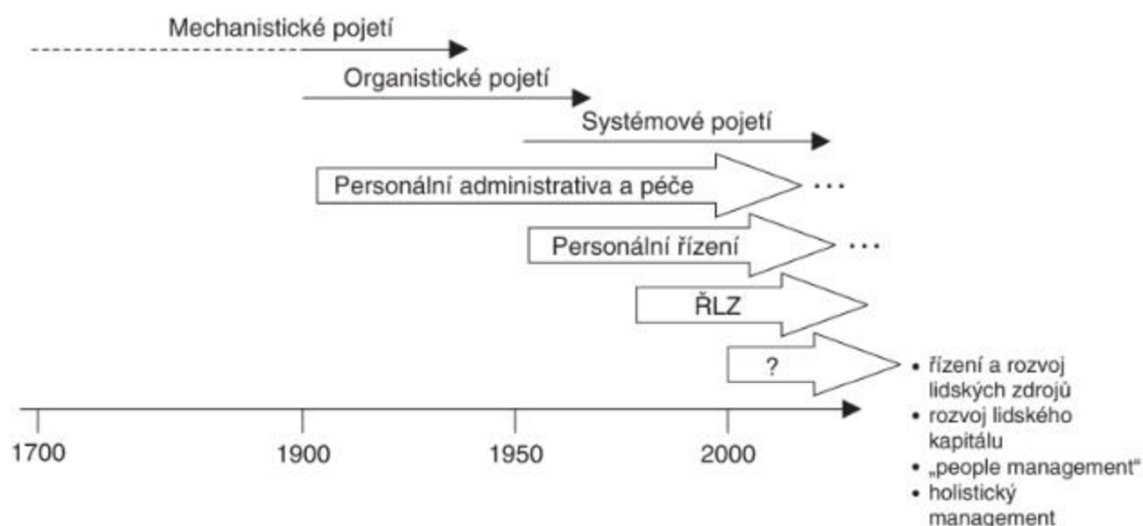 Mechanistické pojetí
Organistické pojetí
Systémové pojetí
Personální administrativa a péče ...
Personální řízení ...
ŘLZ
?
• řízení a rozvoj
lidských zdrojů
• rozvoj lidského
kapitálu
• „people management“
• holistický
management
1700 1900 1950 2000